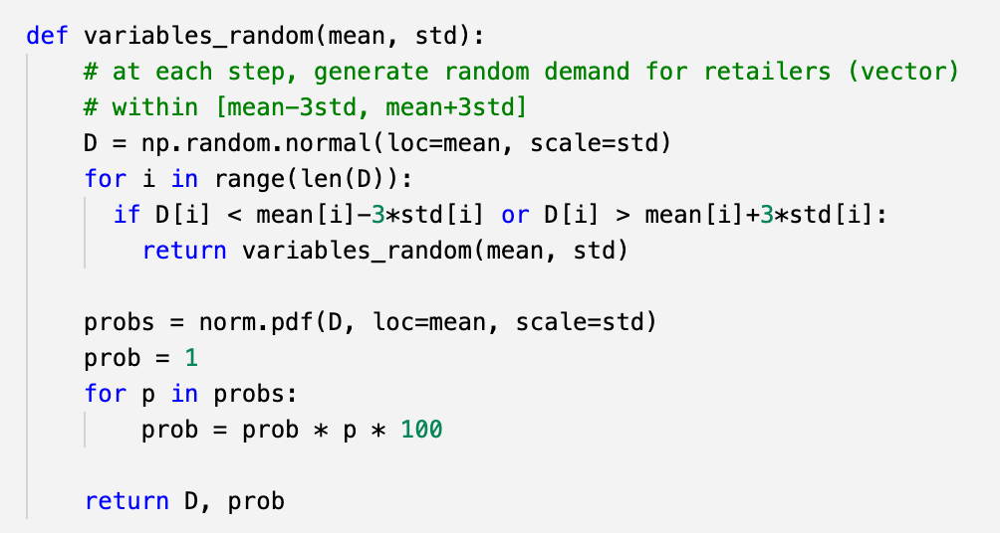 def variables_random(mean, std):
    # at each step, generate random demand for retailers (vector)
    # within [mean-3std, mean+3std]
    D = np.random.normal(loc=mean, scale=std)
    for i in range(len(D)):
      if D[i] < mean[i]-3*std[i] or D[i] > mean[i]+3*std[i]:
        return variables_random(mean, std)

    probs = norm.pdf(D, loc=mean, scale=std)
    prob = 1
    for p in probs:
        prob = prob * p * 100

    return D, prob